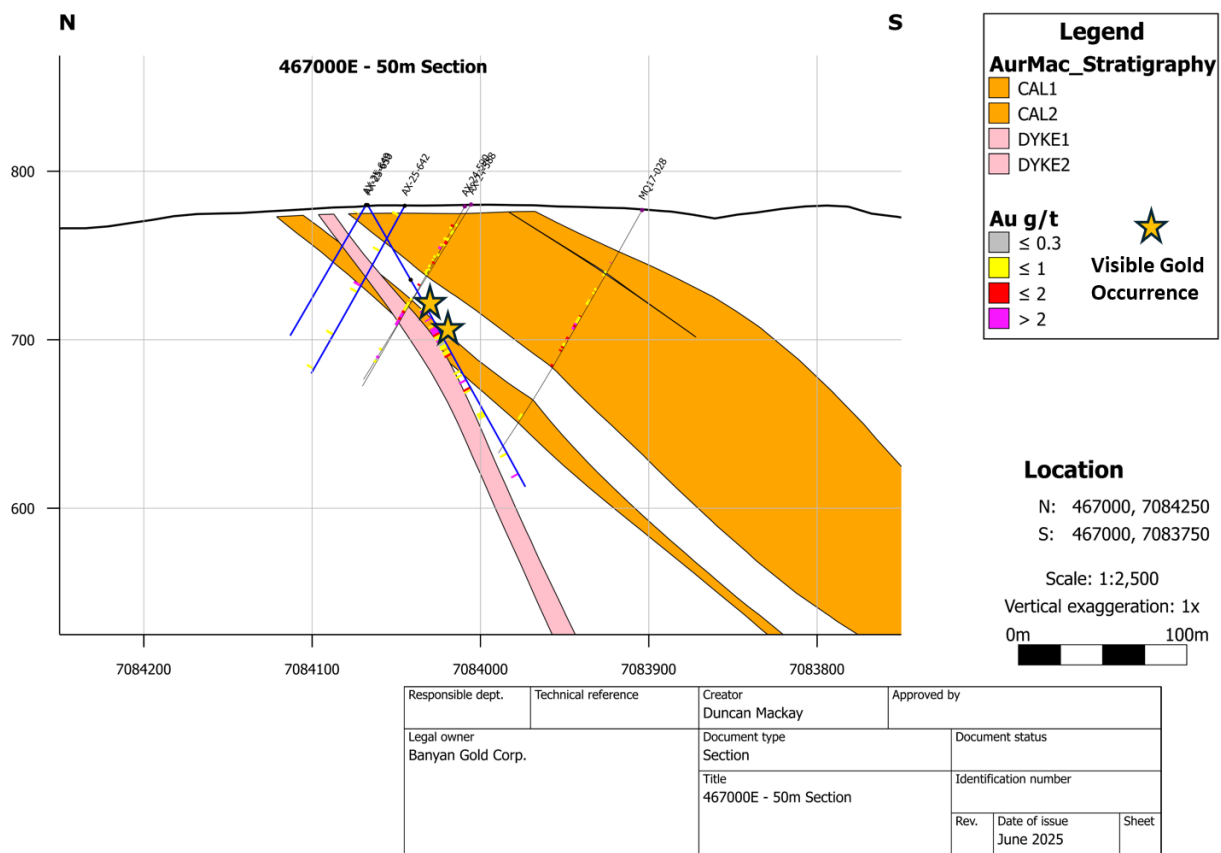 N
S
467000E - 50m Section
800
700
600
AX-25-642
MQ17-028
7084200
7084100
7084000
7083900
7083800
Legend
AurMac_Stratigraphy
CAL1
CAL2
DYKE1
DYKE2
Au g/t
≤ 0.3
≤ 1
≤ 2
> 2
Visible Gold
Occurrence
Location
N: 467000, 7084250
S: 467000, 7083750
Scale: 1:2,500
Vertical exaggeration: 1x
0m 100m
Responsible dept. Technical reference Creator Approved by
Duncan Mackay
Legal owner Document type Document status
Banyan Gold Corp. Section
Title Identification number
467000E - 50m Section
Rev. Date of issue Sheet
June 2025